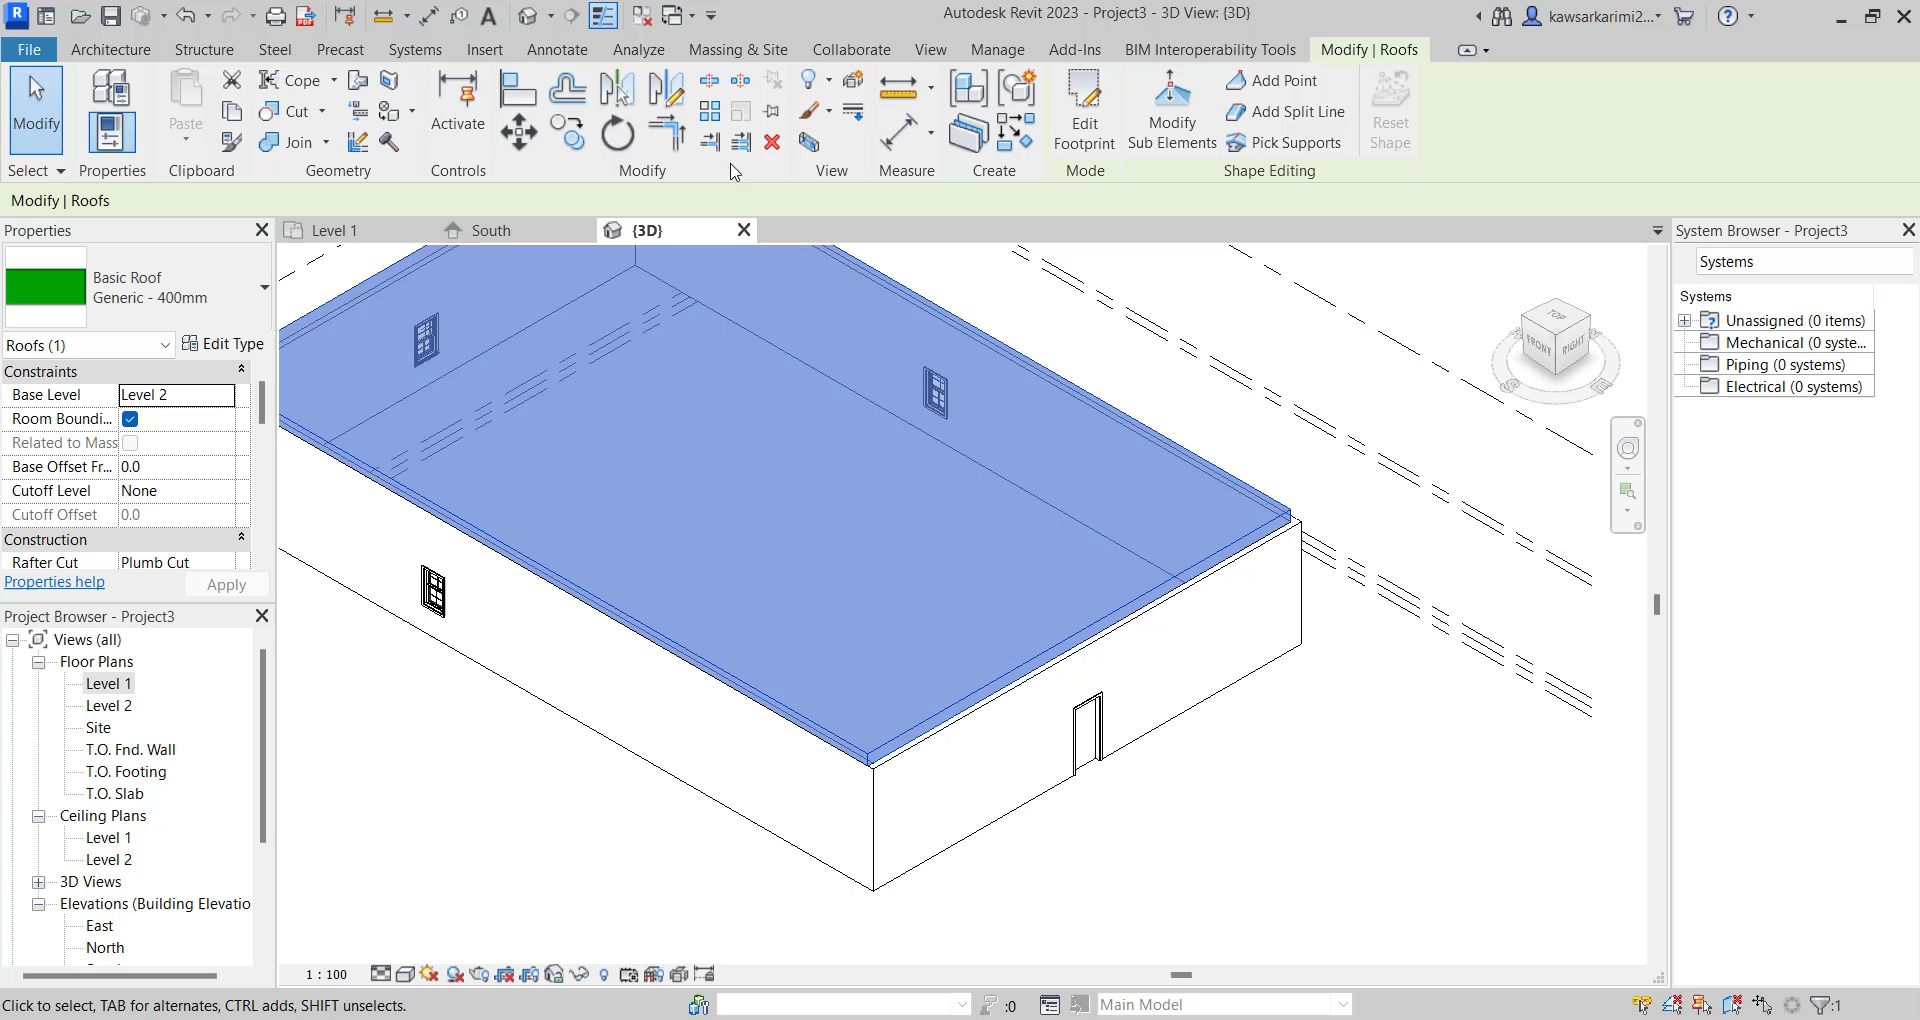 Autodesk Revit 2023 - Project3 - 3D View: {3D}
kawsarkarimi2...
File
Architecture
Structure
Steel
Precast
Systems
Insert
Annotate
Analyze
Massing & Site
Collaborate
View
Manage
Add-Ins
BIM Interoperability Tools
Modify | Roofs
Modify
Paste
Cope
Cut
Join
Activate
Edit
Footprint
Modify
Sub Elements
Add Point
Add Split Line
Pick Supports
Reset
Shape
Select
Properties
Clipboard
Geometry
Controls
Modify
View
Measure
Create
Mode
Shape Editing
Modify | Roofs
Properties
Basic Roof
Generic - 400mm
Roofs (1)
Edit Type
Constraints
Base Level
Level 2
Room Boundi...
Related to Mass
Base Offset Fr...
0.0
Cutoff Level
None
Cutoff Offset
0.0
Construction
Rafter Cut
Plumb Cut
Properties help
Apply
Project Browser - Project3
Views (all)
Floor Plans
Level 1
Level 2
Site
T.O. Fnd. Wall
T.O. Footing
T.O. Slab
Ceiling Plans
Level 1
Level 2
3D Views
Elevations (Building Elevatio
East
North
Level 1
South
{3D}
TOP
FRONT
RIGHT
S
E
System Browser - Project3
Systems
Systems
Unassigned (0 items)
Mechanical (0 syste...
Piping (0 systems)
Electrical (0 systems)
1 : 100
Click to select, TAB for alternates, CTRL adds, SHIFT unselects.
:0
Main Model
:1